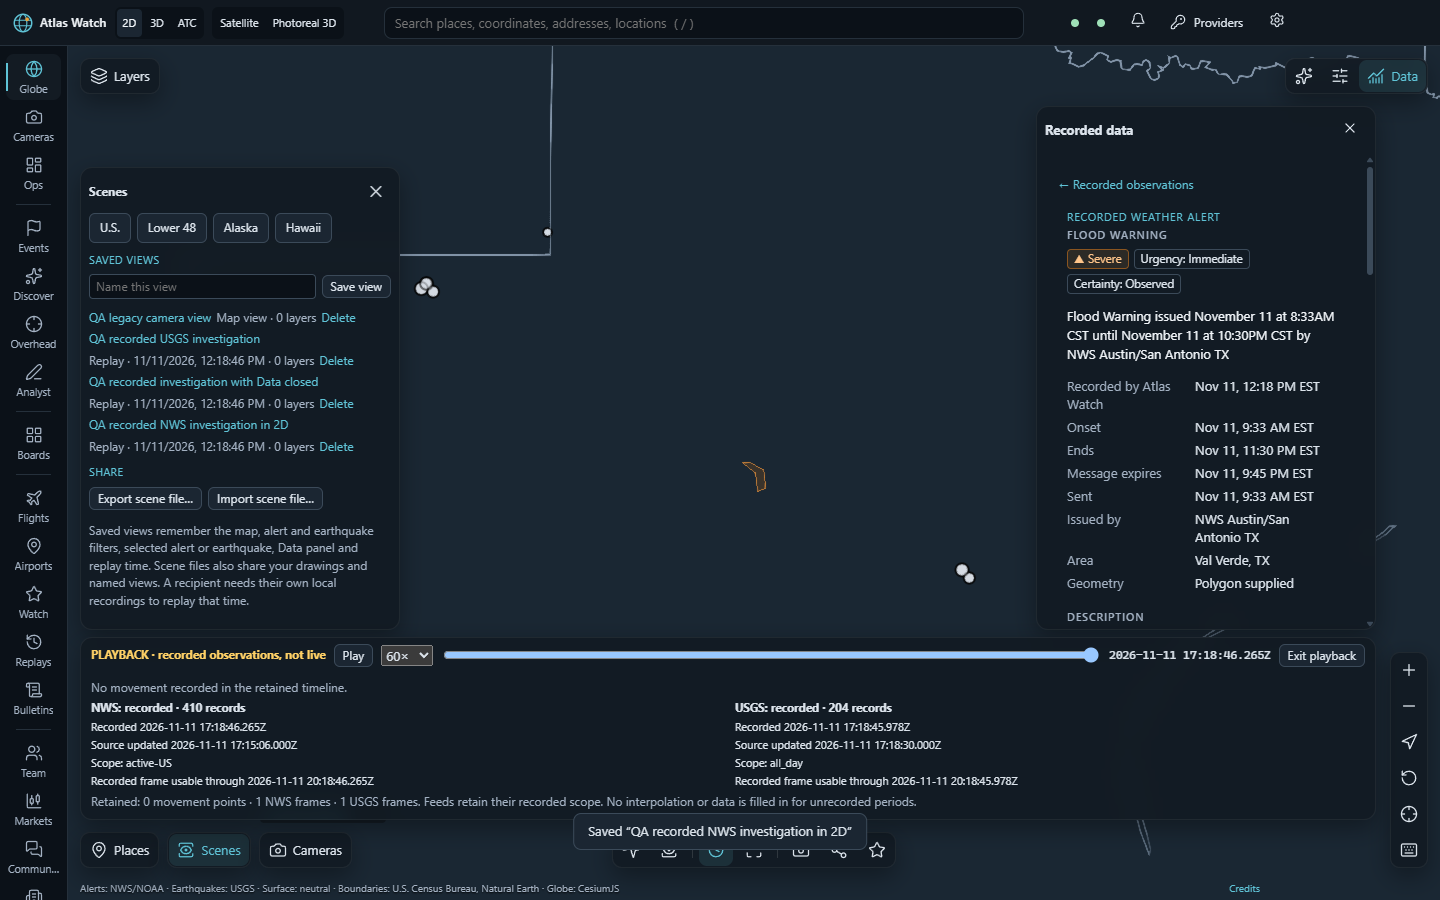 Atlas Watch
2D
3D
ATC
Satellite
Photoreal 3D
Search places, coordinates, addresses, locations ( / )
Providers
Globe
Cameras
Ops
Events
Discover
Overhead
Analyst
Boards
Flights
Airports
Watch
Replays
Bulletins
Team
Markets
Commun...
Layers
Data
Scenes
U.S.
Lower 48
Alaska
Hawaii
SAVED VIEWS
Name this view
Save view
QA legacy camera view Map view · 0 layers Delete
QA recorded USGS investigation
Replay · 11/11/2026, 12:18:46 PM · 0 layers Delete
QA recorded investigation with Data closed
Replay · 11/11/2026, 12:18:46 PM · 0 layers Delete
QA recorded NWS investigation in 2D
Replay · 11/11/2026, 12:18:46 PM · 0 layers Delete
SHARE
Export scene file...
Import scene file...
Saved views remember the map, alert and earthquake
filters, selected alert or earthquake, Data panel and
replay time. Scene files also share your drawings and
named views. A recipient needs their own local
recordings to replay that time.
Recorded data
← Recorded observations
RECORDED WEATHER ALERT
FLOOD WARNING
▲ Severe
Urgency: Immediate
Certainty: Observed
Flood Warning issued November 11 at 8:33AM
CST until November 11 at 10:30PM CST by
NWS Austin/San Antonio TX
Recorded by Atlas Watch Nov 11, 12:18 PM EST
Onset Nov 11, 9:33 AM EST
Ends Nov 11, 11:30 PM EST
Message expires Nov 11, 9:45 PM EST
Sent Nov 11, 9:33 AM EST
Issued by NWS Austin/San Antonio TX
Area Val Verde, TX
Geometry Polygon supplied
DESCRIPTION
PLAYBACK · recorded observations, not live
Play
60×
2026-11-11 17:18:46.265Z
Exit playback
No movement recorded in the retained timeline.
NWS: recorded · 410 records
Recorded 2026-11-11 17:18:46.265Z
Source updated 2026-11-11 17:15:06.000Z
Scope: active-US
Recorded frame usable through 2026-11-11 20:18:46.265Z
USGS: recorded · 204 records
Recorded 2026-11-11 17:18:45.978Z
Source updated 2026-11-11 17:18:30.000Z
Scope: all_day
Recorded frame usable through 2026-11-11 20:18:45.978Z
Retained: 0 movement points · 1 NWS frames · 1 USGS frames. Feeds retain their recorded scope. No interpolation or data is filled in for unrecorded periods.
Saved “QA recorded NWS investigation in 2D”
Places
Scenes
Cameras
Alerts: NWS/NOAA · Earthquakes: USGS · Surface: neutral · Boundaries: U.S. Census Bureau, Natural Earth · Globe: CesiumJS
Credits